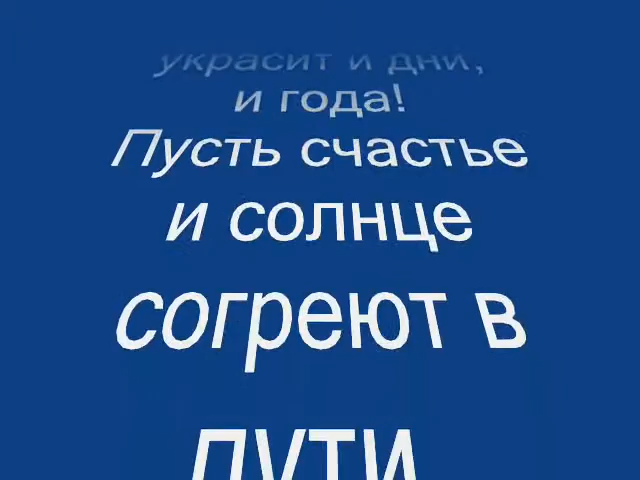 украсит и дни,
и года!
Пусть счастье
и солнце
согреют в
пути